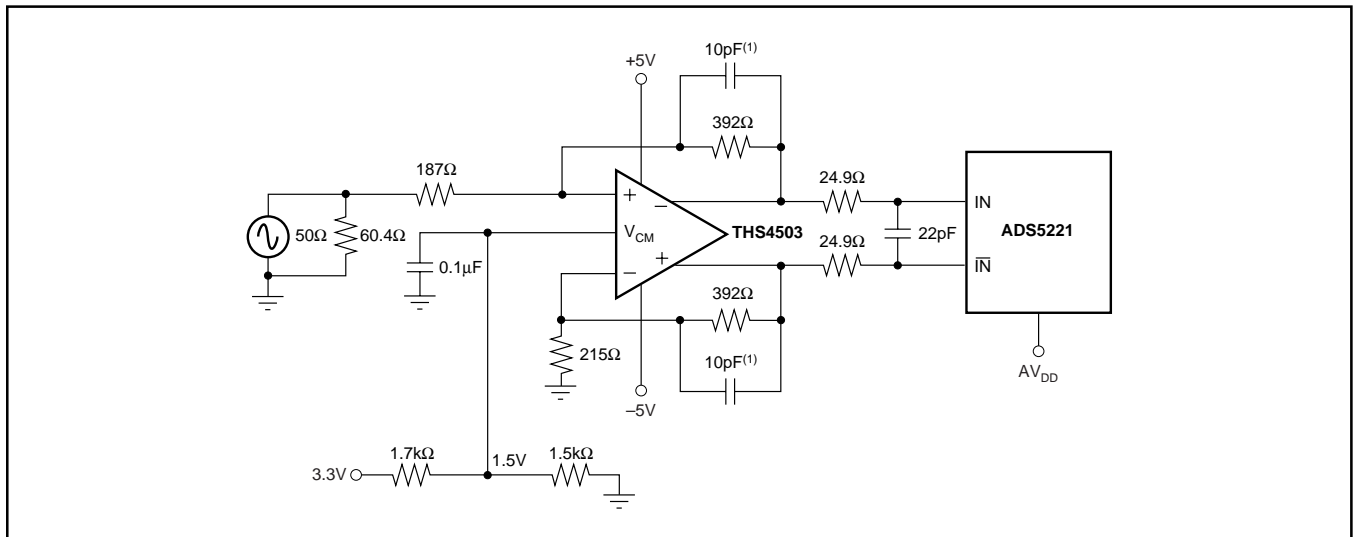 10pF(1)
+5V
392Ω
187Ω
24.9Ω
+
–
IN
50Ω
60.4Ω
VCM
THS4503
22pF
ADS5221
0.1µF
–
+
24.9Ω
IN
392Ω
215Ω
10pF(1)
AVDD
–5V
1.7kΩ
1.5V
1.5kΩ
3.3V